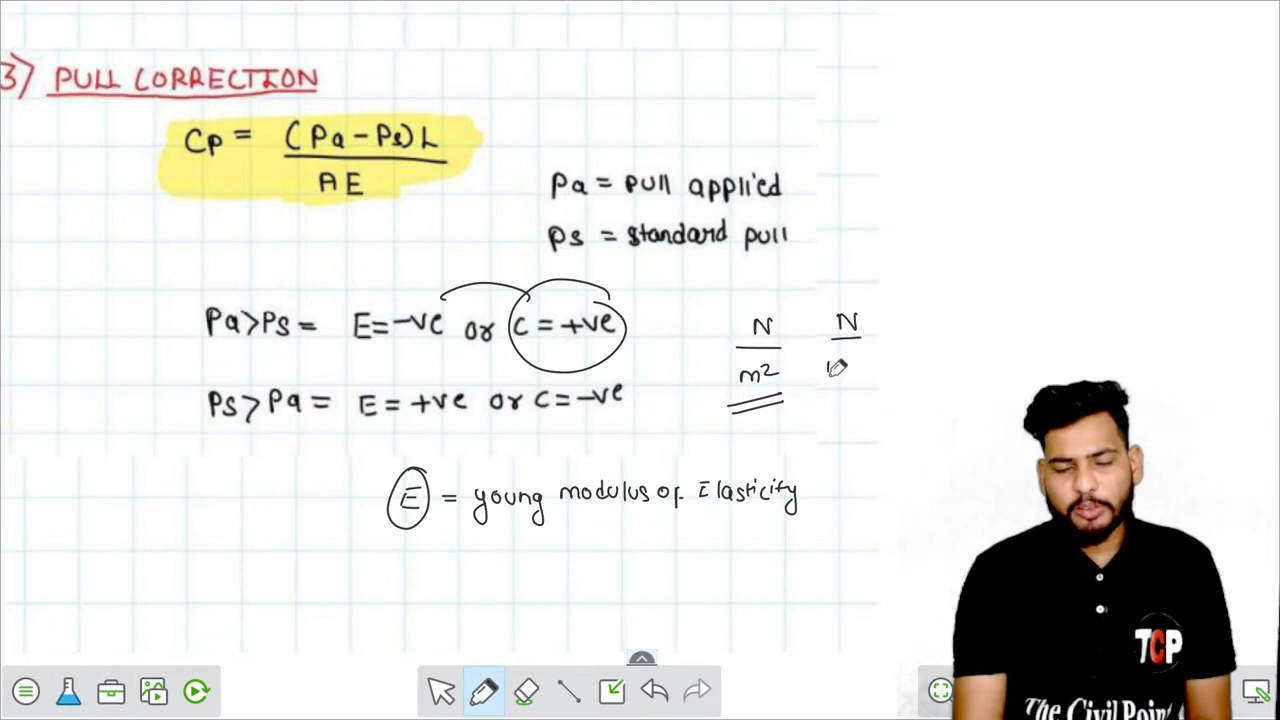 3) PULL CORRECTION
Cp = (Pa - Ps) L
AE
Pa = pull applied
Ps = standard pull
Pa > Ps = E = -ve or C = +ve
Ps > Pa = E = +ve or C = -ve
N
m²
N
E = young modulus of Elasticity
TCP
The Civil Point